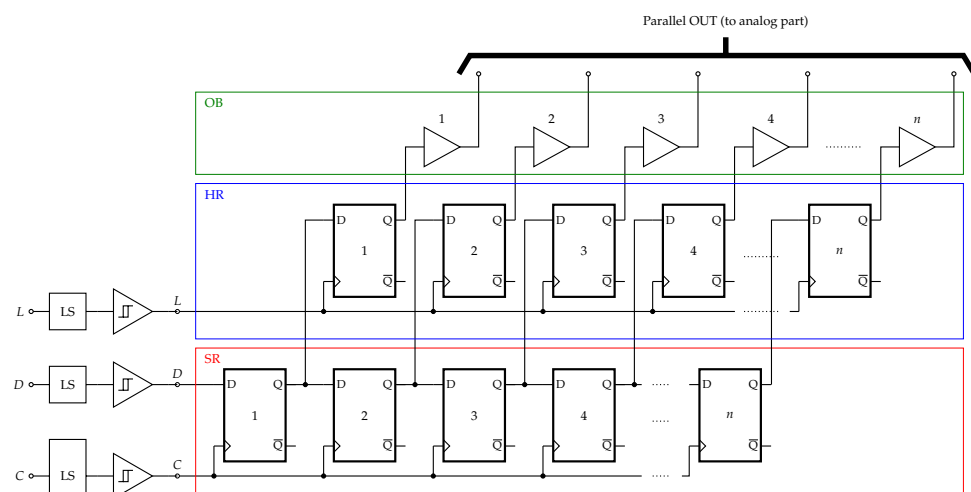 Parallel OUT (to analog part)
OB
1 2 3 4 n
HR
D Q D Q D Q D Q D Q
1 2 3 4 n
Q̅ Q̅ Q̅ Q̅ Q̅
L LS L
SR
D LS D D Q D Q D Q D Q D Q
1 2 3 4 n
Q̅ Q̅ Q̅ Q̅ Q̅
C LS C